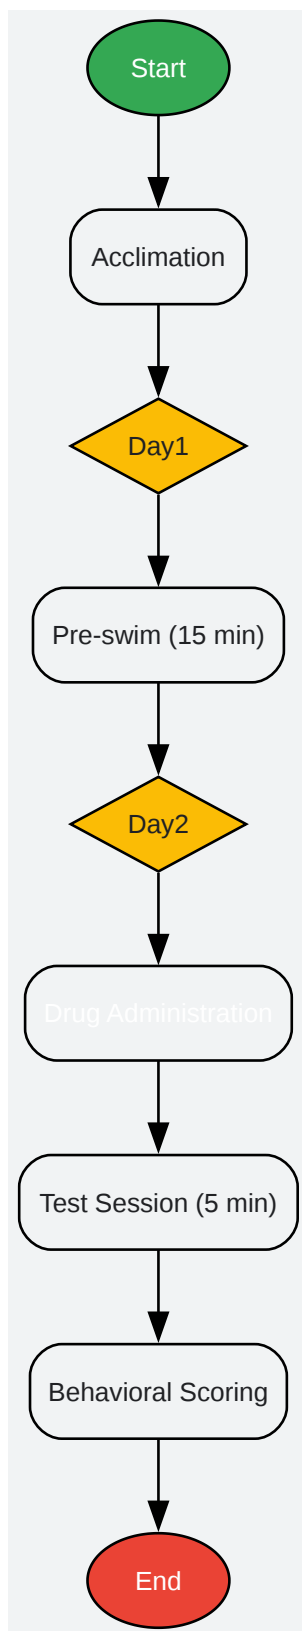 Start
Acclimation
Day1
Pre-swim (15 min)
Day2
Drug Administration
Test Session (5 min)
Behavioral Scoring
End